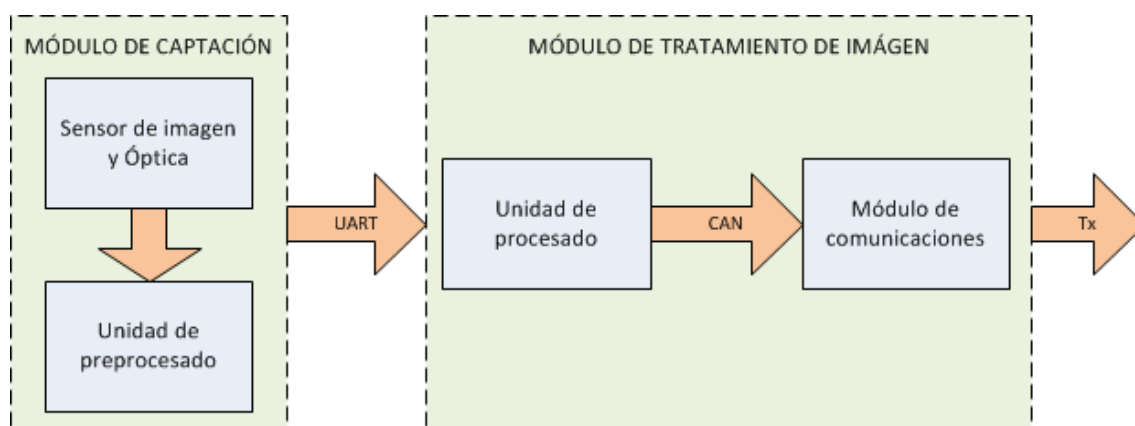 MÓDULO DE CAPTACIÓN
Sensor de imagen
y Óptica
Unidad de
preprocesado
UART
MÓDULO DE TRATAMIENTO DE IMÁGEN
Unidad de
procesado
CAN
Módulo de
comunicaciones
Tx